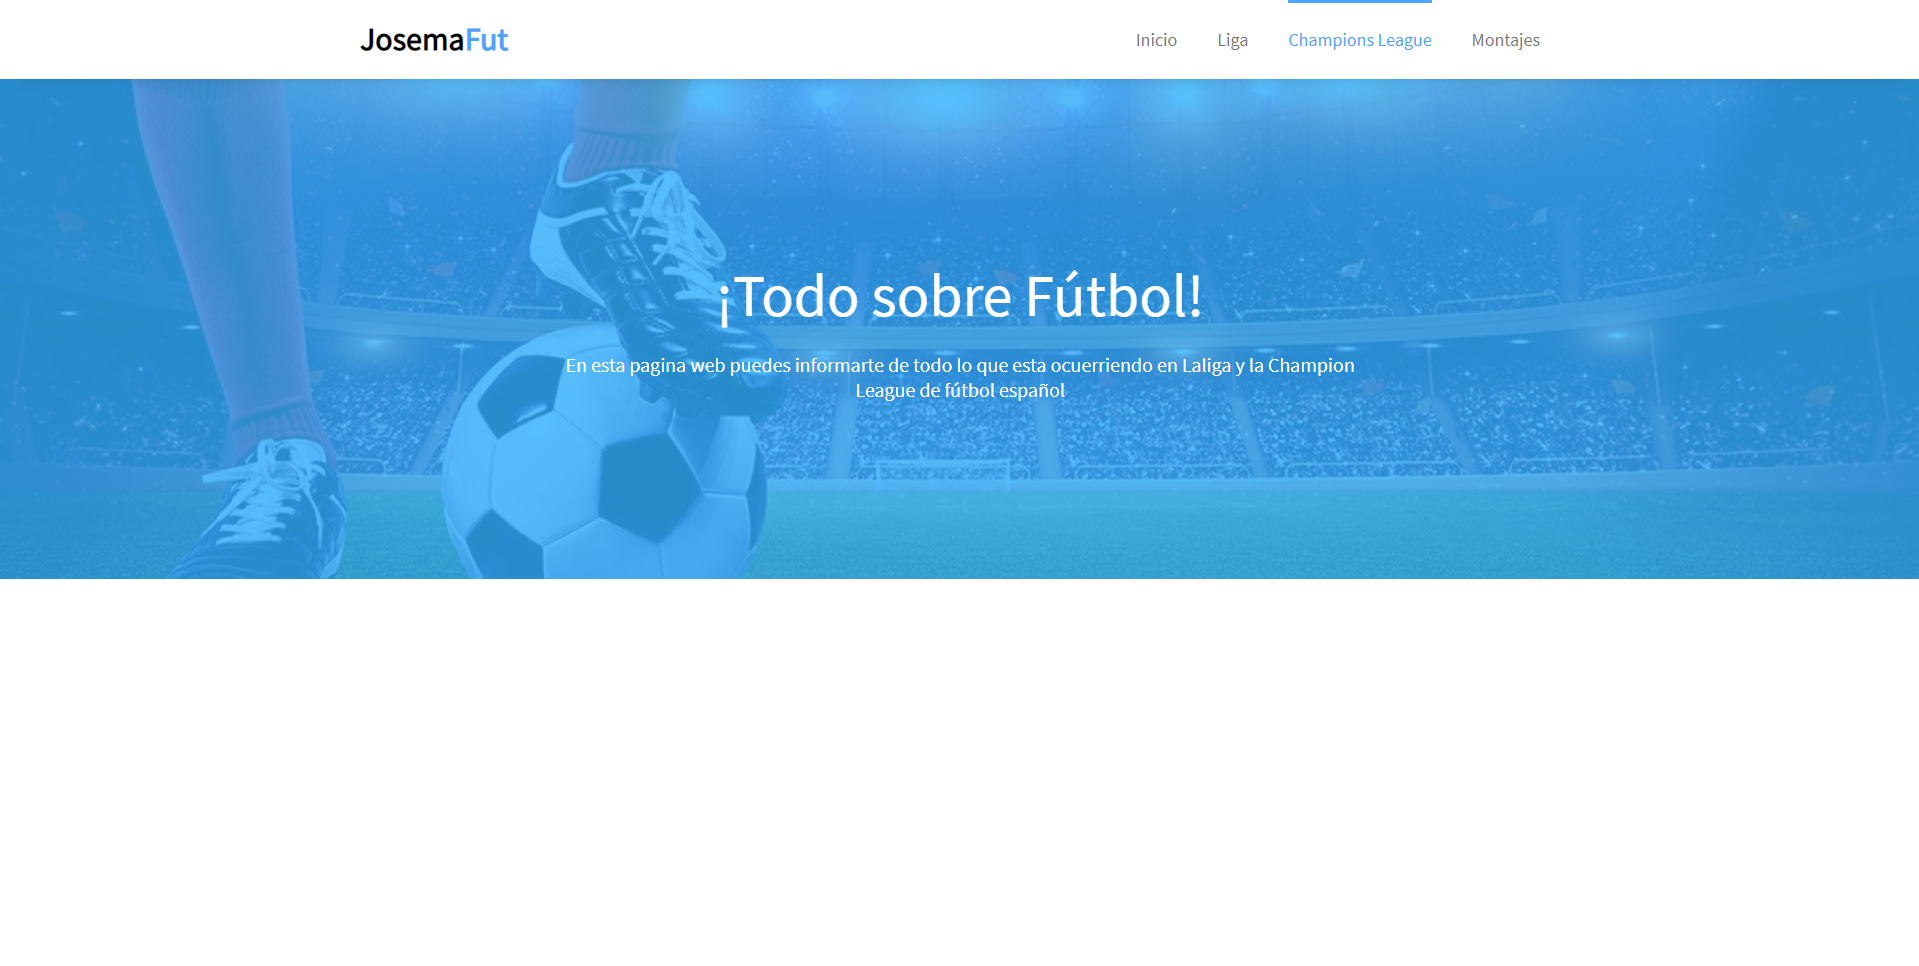 JosemaFut
Inicio Liga Champions League Montajes
¡Todo sobre Fútbol!
En esta pagina web puedes informarte de todo lo que esta ocuerriendo en Laliga y la Champion
League de fútbol español